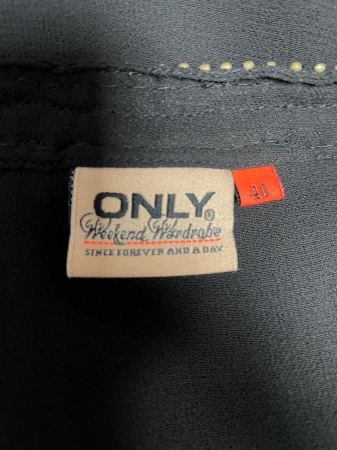 ONLY®
Weekend Wardrobe
SINCE FOREVER AND A DAY
40